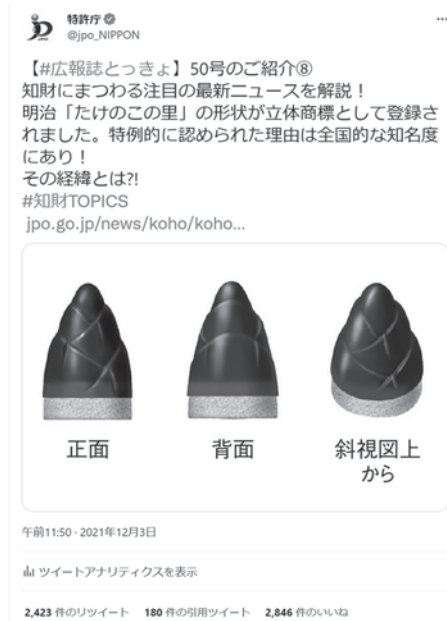 特許庁
@jpo_NIPPON
【#広報誌とっきょ】50号のご紹介⑧
知財にまつわる注目の最新ニュースを解説！
明治「たけのこの里」の形状が立体商標として登録さ
れました。特例的に認められた理由は全国的な知名度
にあり！
その経緯とは?!
#知財TOPICS
jpo.go.jp/news/koho/koho...
正面
背面
斜視図上
から
午前11:50 · 2021年12月3日
ツイートアナリティクスを表示
2,423 件のリツイート 180 件の引用ツイート 2,846 件のいいね